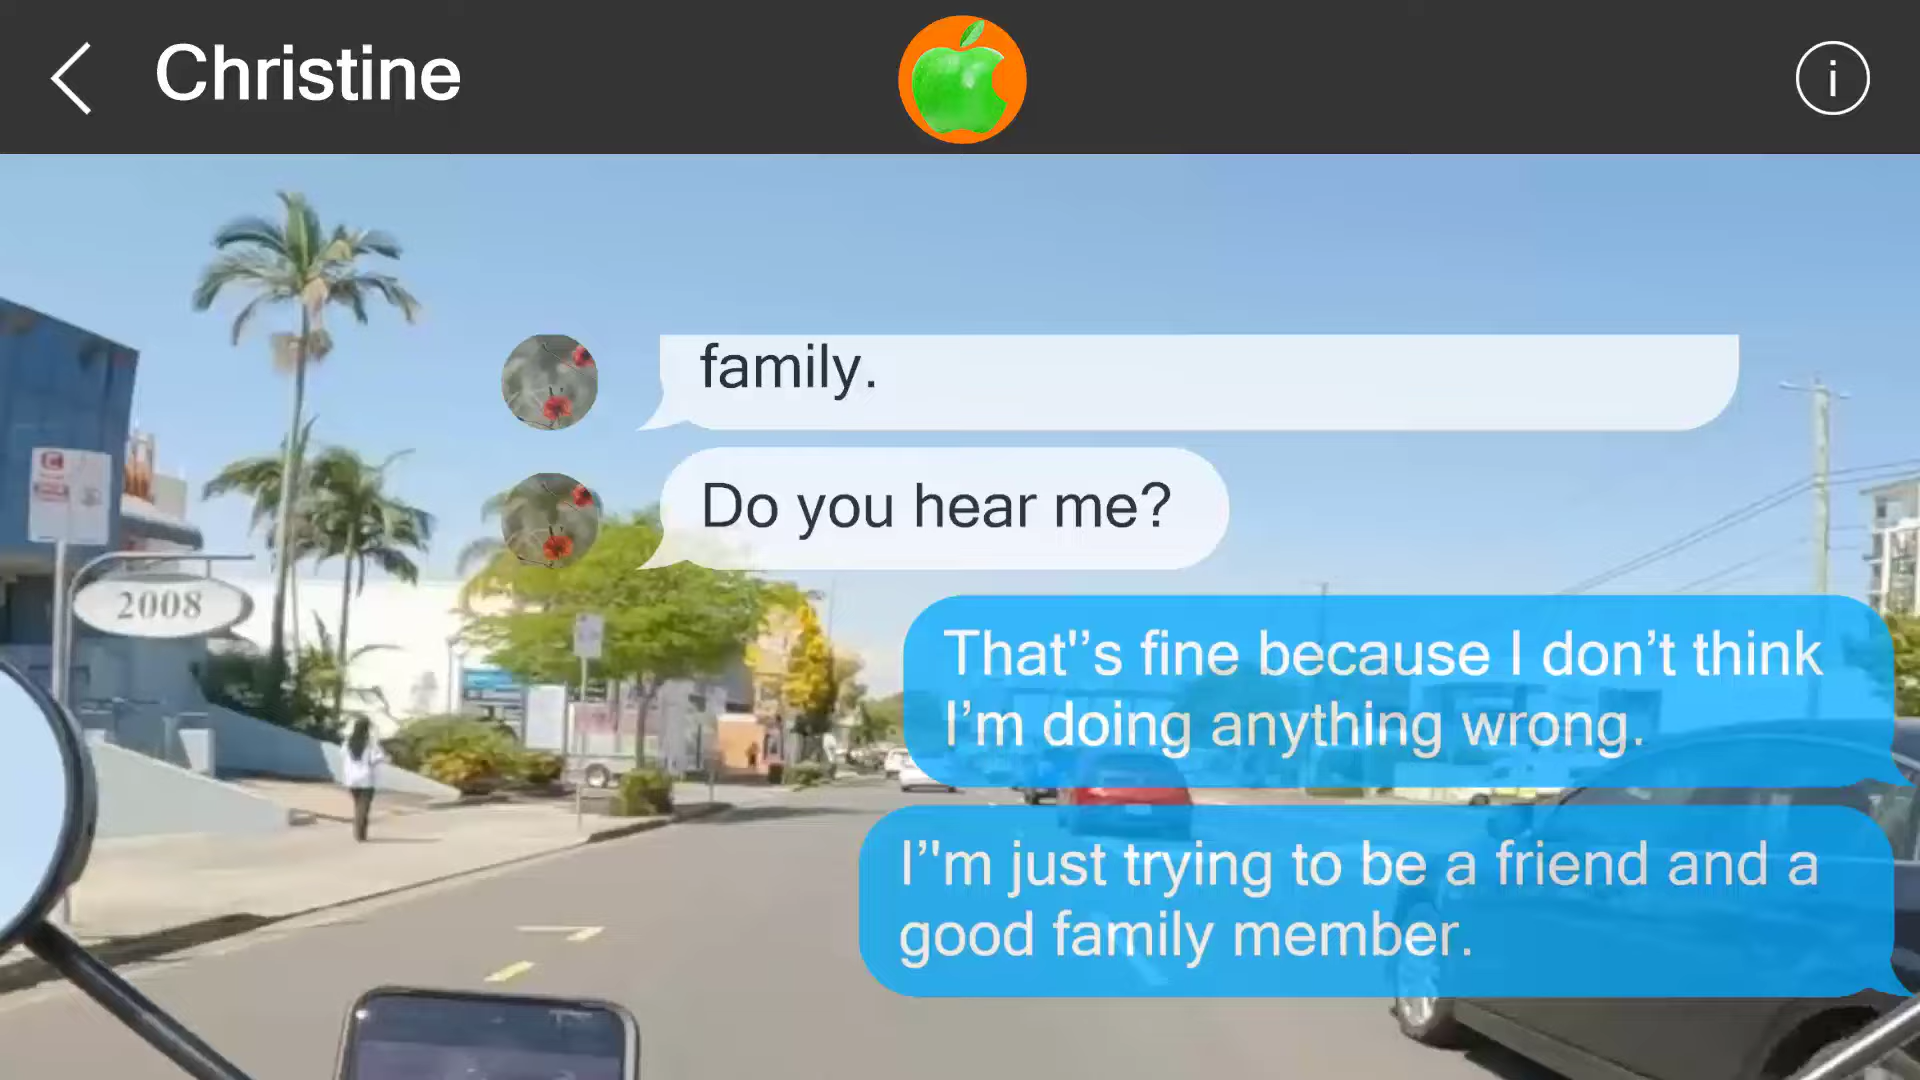 Christine
i
family.
Do you hear me?
That'’s fine because I don’t think
I’m doing anything wrong.
I'’m just trying to be a friend and a
good family member.
2008
C